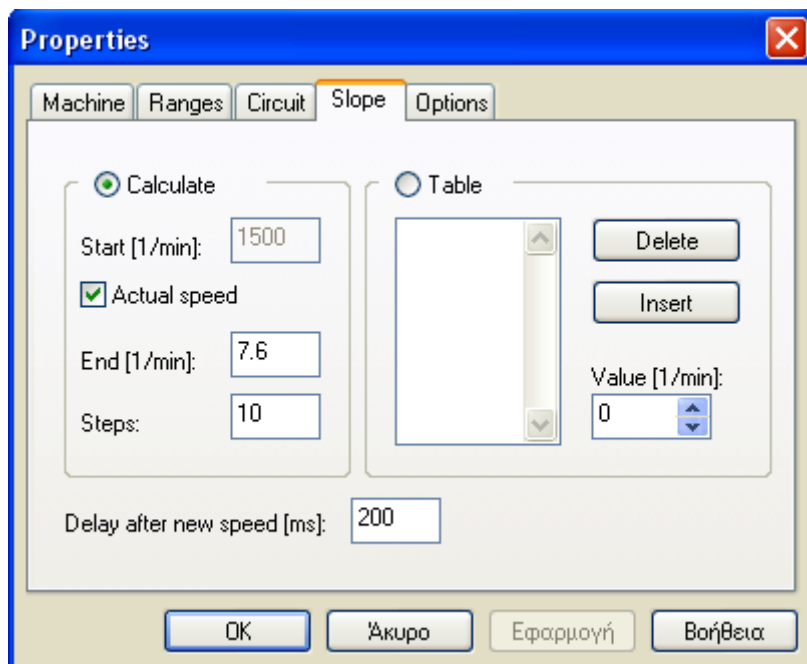 Properties
Machine Ranges Circuit Slope Options
Calculate
Start [1/min]: 1500
Actual speed
End [1/min]: 7.6
Steps: 10
Table
Delete
Insert
Value [1/min]:
0
Delay after new speed [ms]: 200
OK Άκυρο Εφαρμογή Βοήθεια